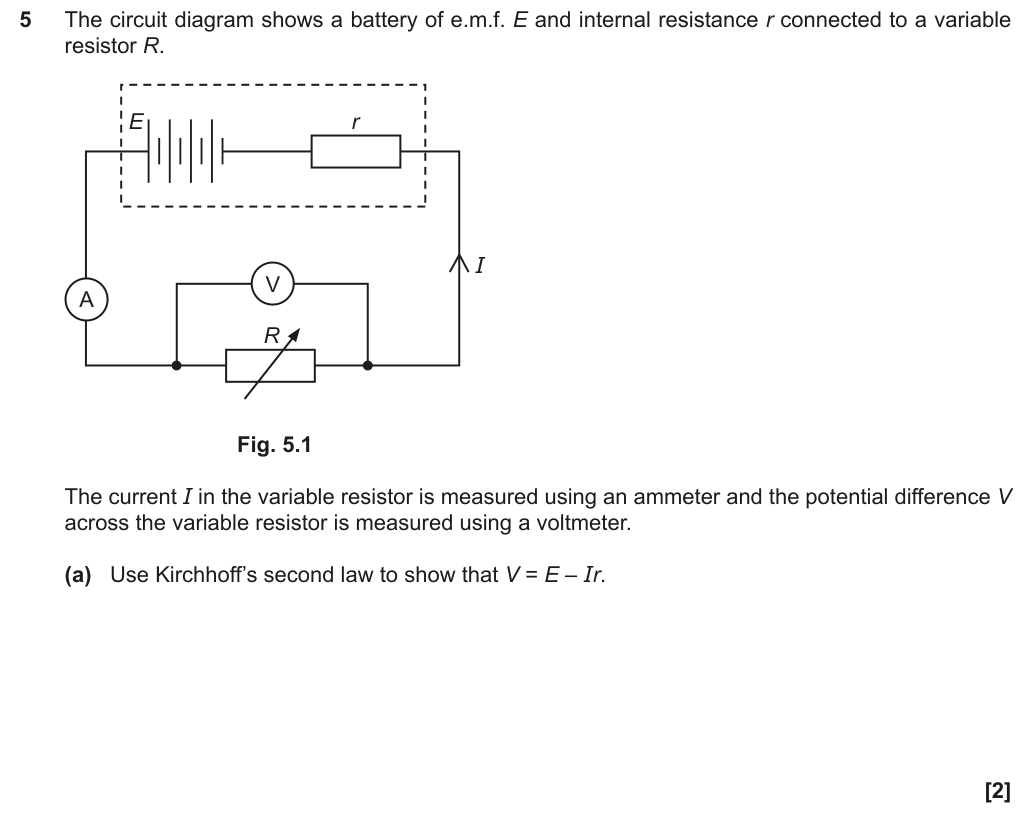 5 The circuit diagram shows a battery of e.m.f. E and internal resistance r connected to a variable
resistor R.
E
r
I
V
A
R
Fig. 5.1
The current I in the variable resistor is measured using an ammeter and the potential difference V
across the variable resistor is measured using a voltmeter.
(a) Use Kirchhoff’s second law to show that V = E – Ir.
[2]